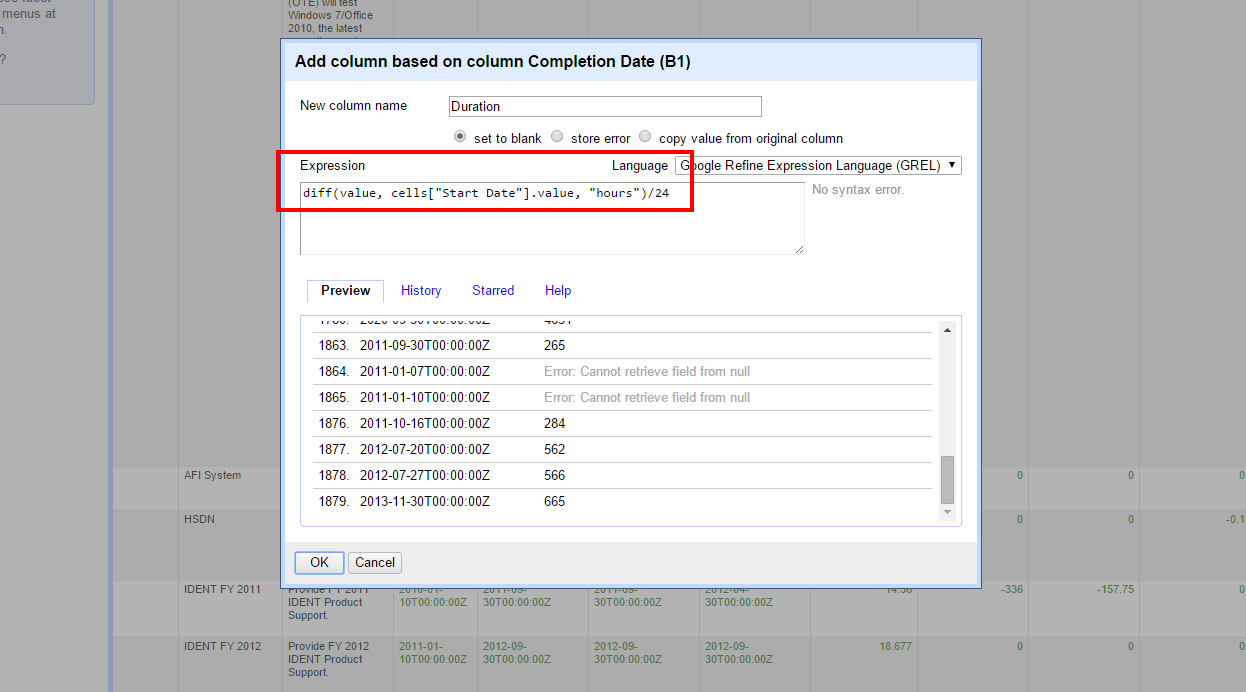 menus at
n.
?
(OTE) will test
Windows 7/Office
2010, the latest
Add column based on column Completion Date (B1)
New column name Duration
set to blank store error copy value from original column
Expression Language Google Refine Expression Language (GREL) ▼
diff(value, cells["Start Date"].value, "hours")/24
No syntax error.
Preview History Starred Help
1863. 2011-09-30T00:00:00Z 265
1864. 2011-01-07T00:00:00Z Error: Cannot retrieve field from null
1865. 2011-01-10T00:00:00Z Error: Cannot retrieve field from null
1876. 2011-10-16T00:00:00Z 284
1877. 2012-07-20T00:00:00Z 562
1878. 2012-07-27T00:00:00Z 566
1879. 2013-11-30T00:00:00Z 665
OK Cancel
AFI System 0 0 0
HSDN 0 0 -0.1
IDENT FY 2011 Provide FY 2011 2010-01- 2011-09- 2011-09- 2012-04- 14.56 -336 -157.75 0
IDENT Product 10T00:00:00Z 30T00:00:00Z 30T00:00:00Z 30T00:00:00Z
Support.
IDENT FY 2012 Provide FY 2012 2011-01- 2012-09- 2012-09- 2012-09- 18.677 0 0 0
IDENT Product 10T00:00:00Z 30T00:00:00Z 30T00:00:00Z 30T00:00:00Z
Support.